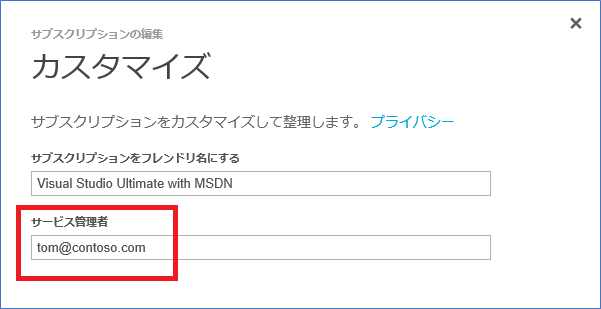 サブスクリプションの編集
カスタマイズ
サブスクリプションをカスタマイズして整理します。 プライバシー
サブスクリプションをフレンドリ名にする
Visual Studio Ultimate with MSDN
サービス管理者
tom@contoso.com